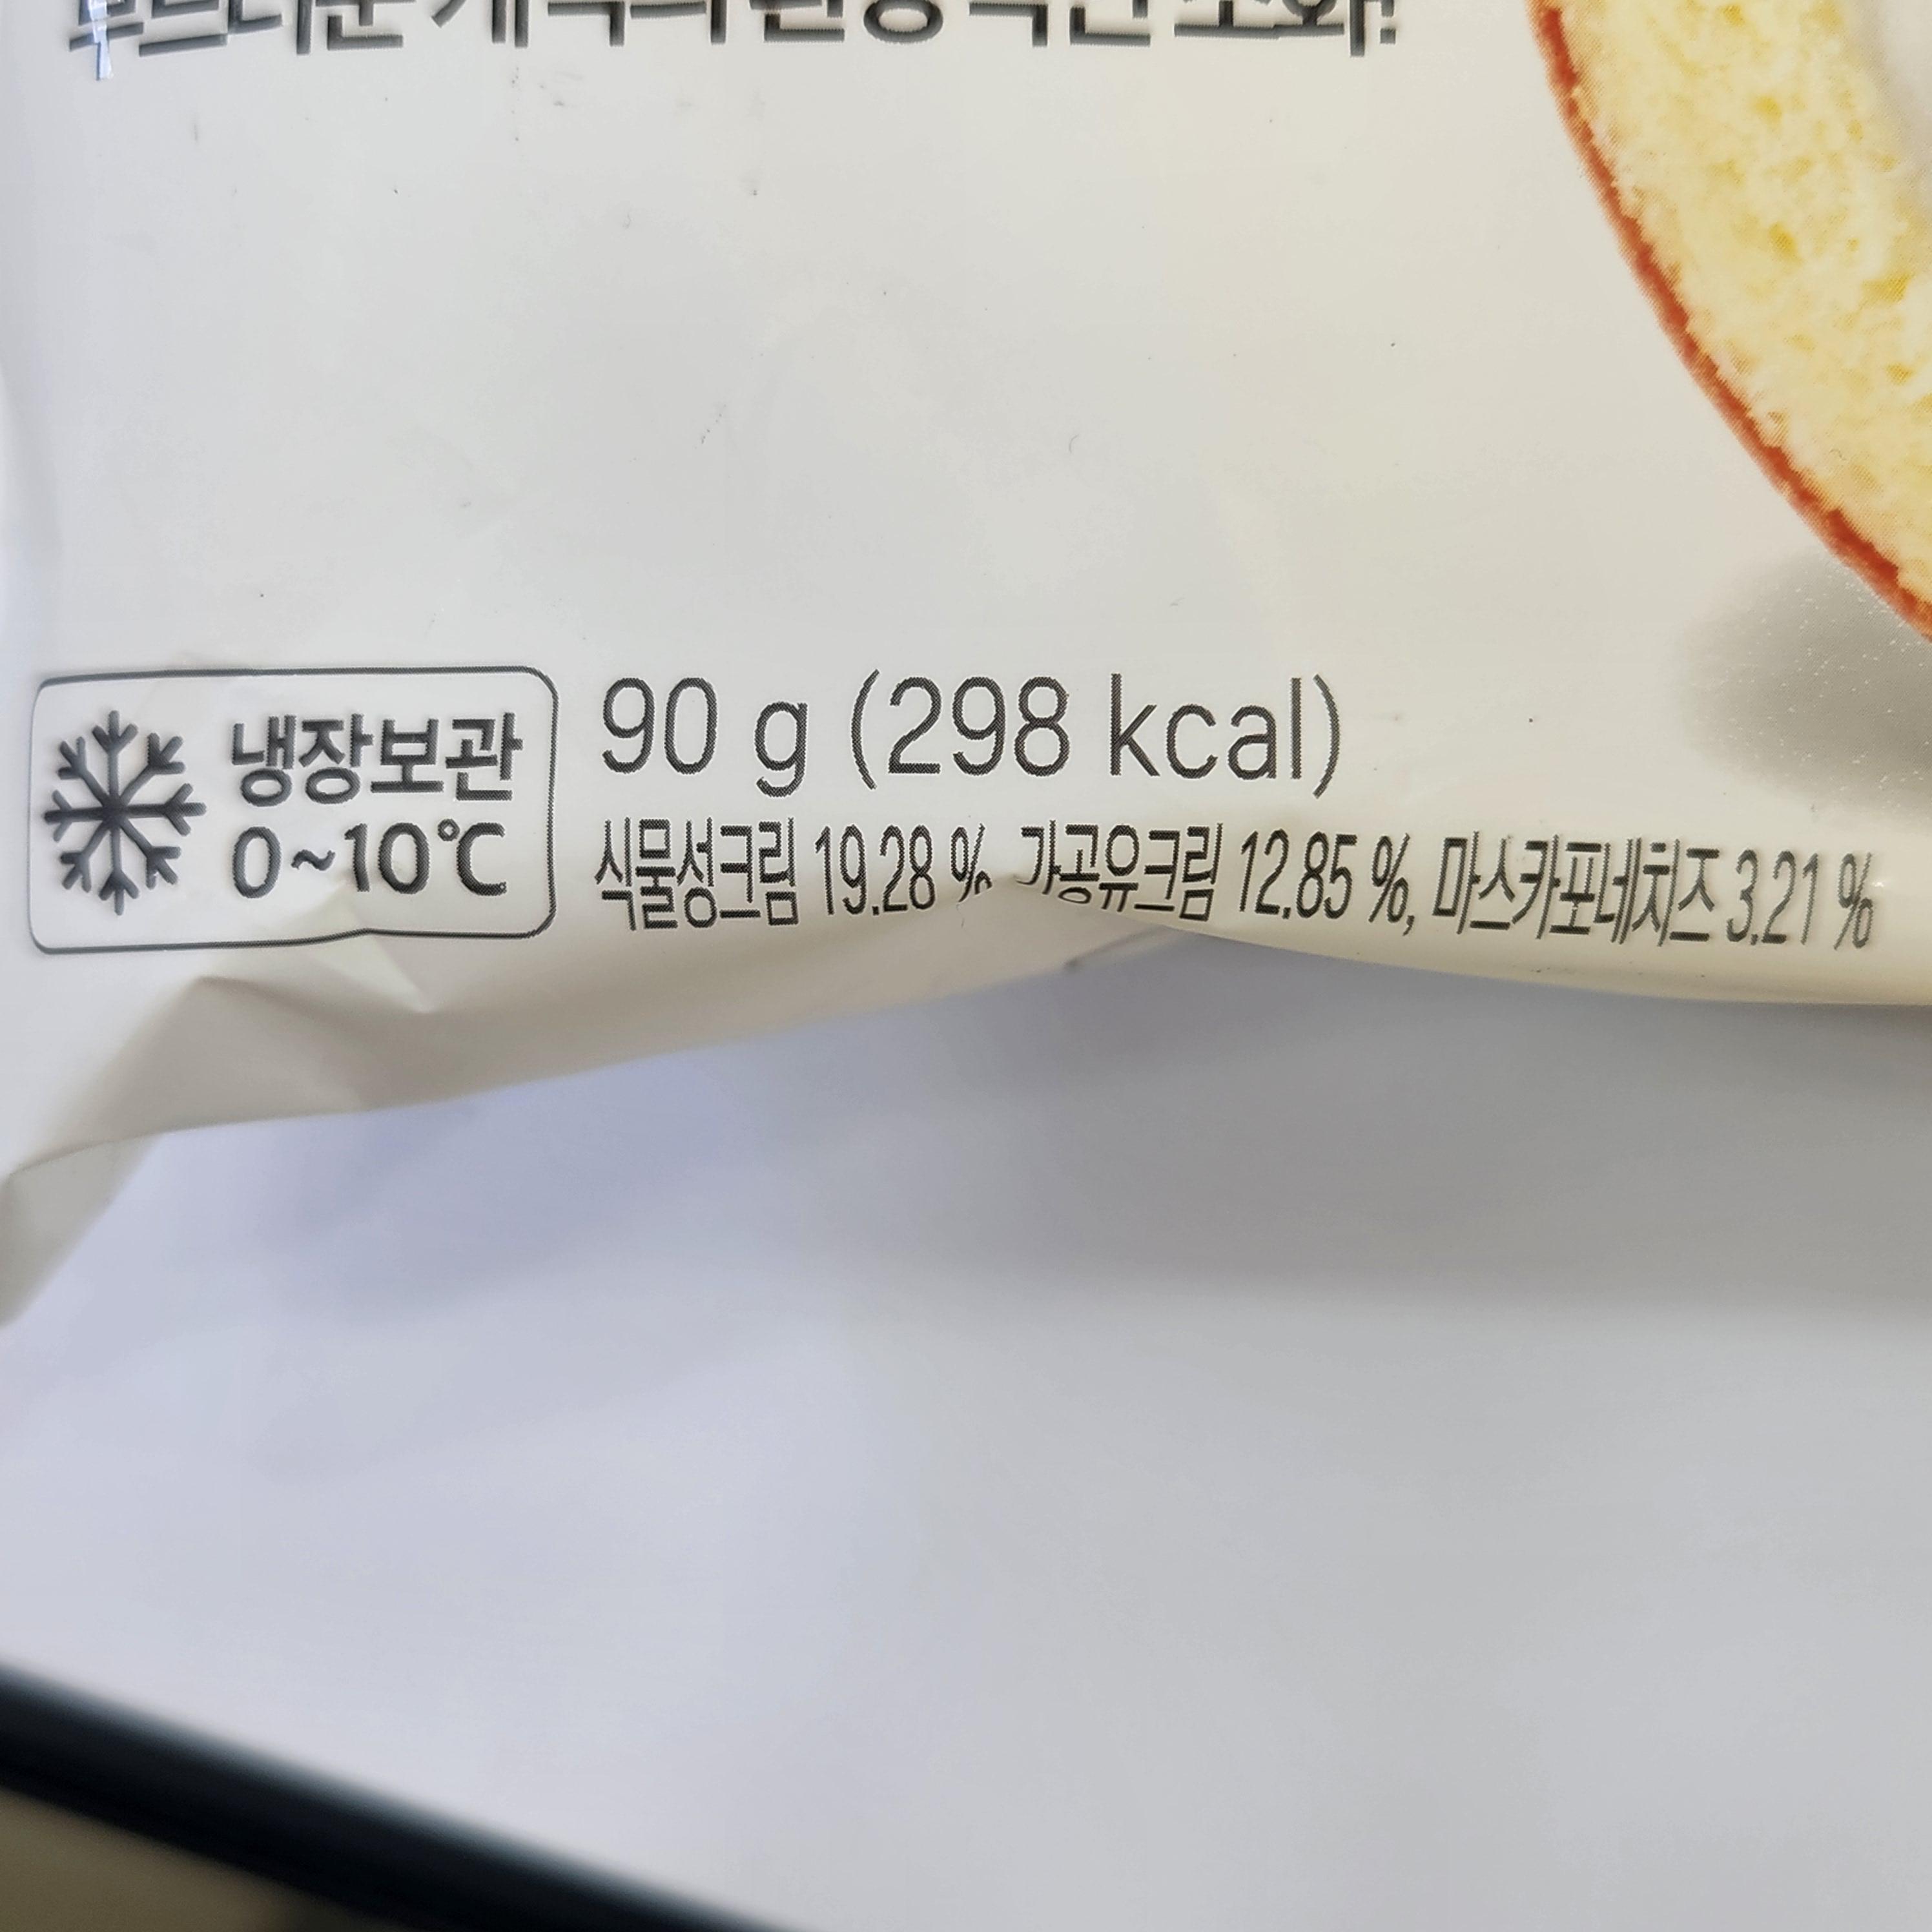 냉장보관
0~10℃
90 g (298 kcal)
식물성크림 19.28 %, 가공유크림 12.85 %, 마스카포네치즈 3.21 %